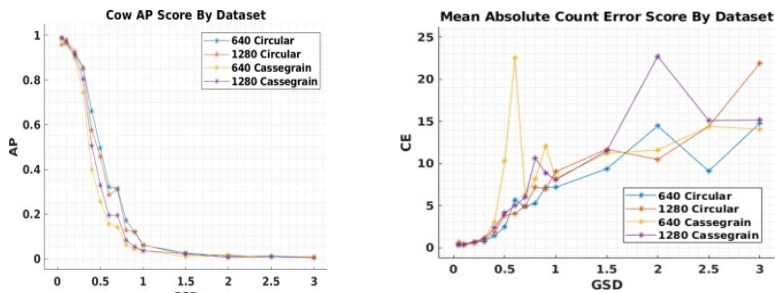 Cow AP Score By Dataset
AP
1
0.8
0.6
0.4
0.2
0
0
0.5
1
1.5
2
2.5
3
640 Circular
1280 Circular
640 Cassegrain
1280 Cassegrain
Mean Absolute Count Error Score By Dataset
CE
25
20
15
10
5
0
0
0.5
1
1.5
2
2.5
3
GSD
640 Circular
1280 Circular
640 Cassegrain
1280 Cassegrain